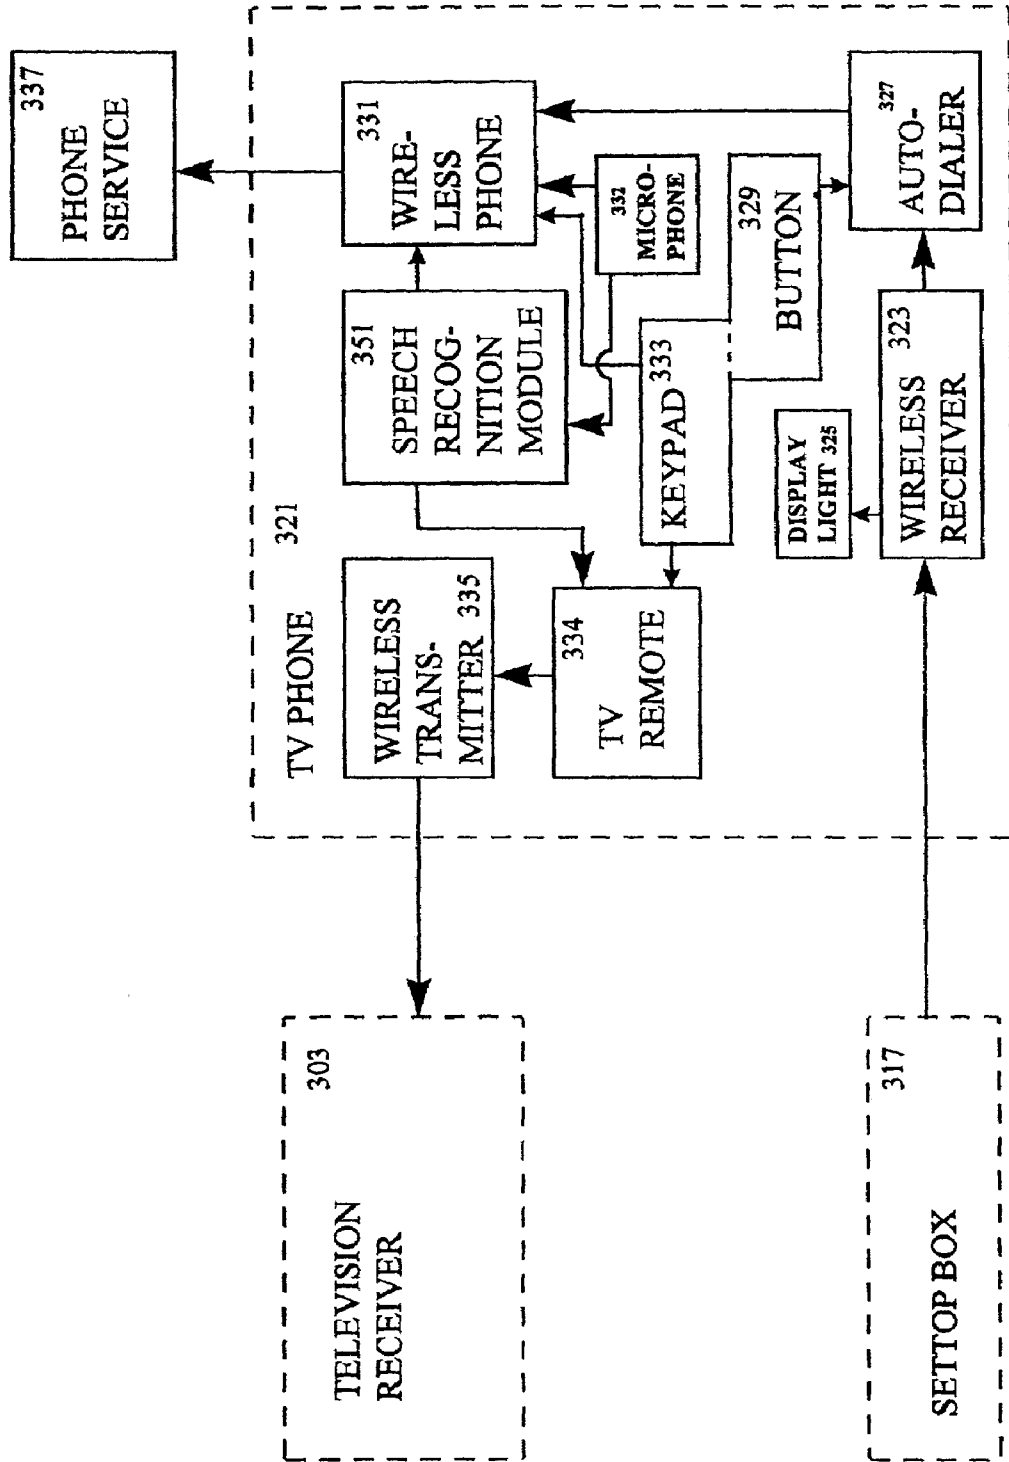 TELEVISION
RECEIVER
303
SETTOP BOX
317
TV PHONE
321
WIRELESS
TRANS-
MITTER 335
334
TV
REMOTE
351
SPEECH
RECOG-
NITION
MODULE
331
WIRE-
LESS
PHONE
337
PHONE
SERVICE
332
MICRO-
PHONE
KEYPAD 333
329
BUTTON
DISPLAY
LIGHT 325
323
WIRELESS
RECEIVER
327
AUTO-
DIALER